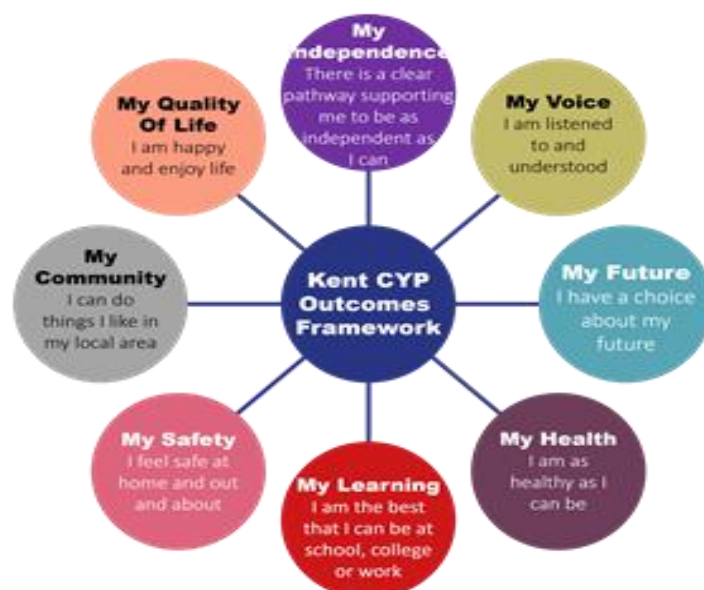 My
Independence
There is a clear
pathway supporting
me to be as
independent as
I can
My Voice
I am listened
to and
understood
My Future
I have a choice
about my
future
My Health
I am as
healthy as I
can be
My Learning
I am the best
that I can be at
school, college
or work
My Safety
I feel safe at
home and out
and about
My
Community
I can do
things I like in
my local area
My Quality
Of Life
I am happy
and enjoy life
Kent CYP
Outcomes
Framework